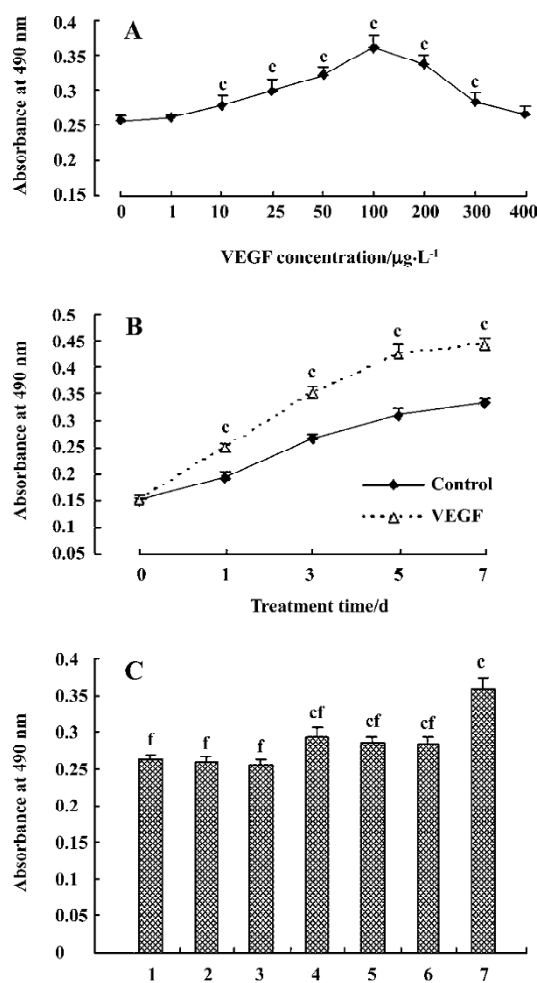 A
Absorbance at 490 nm
0.4
0.35
0.3
0.25
0.2
0.15
c c c c c c
0 1 10 25 50 100 200 300 400
VEGF concentration/μg·L-1
B
Absorbance at 490 nm
0.5
0.45
0.4
0.35
0.3
0.25
0.2
0.15
0.1
0.05
c c c c
Control
VEGF
0 1 3 5 7
Treatment time/d
C
Absorbance at 490 nm
0.4
0.35
0.3
0.25
0.2
0.15
0.1
0.05
0
f f f cf cf cf c
1 2 3 4 5 6 7